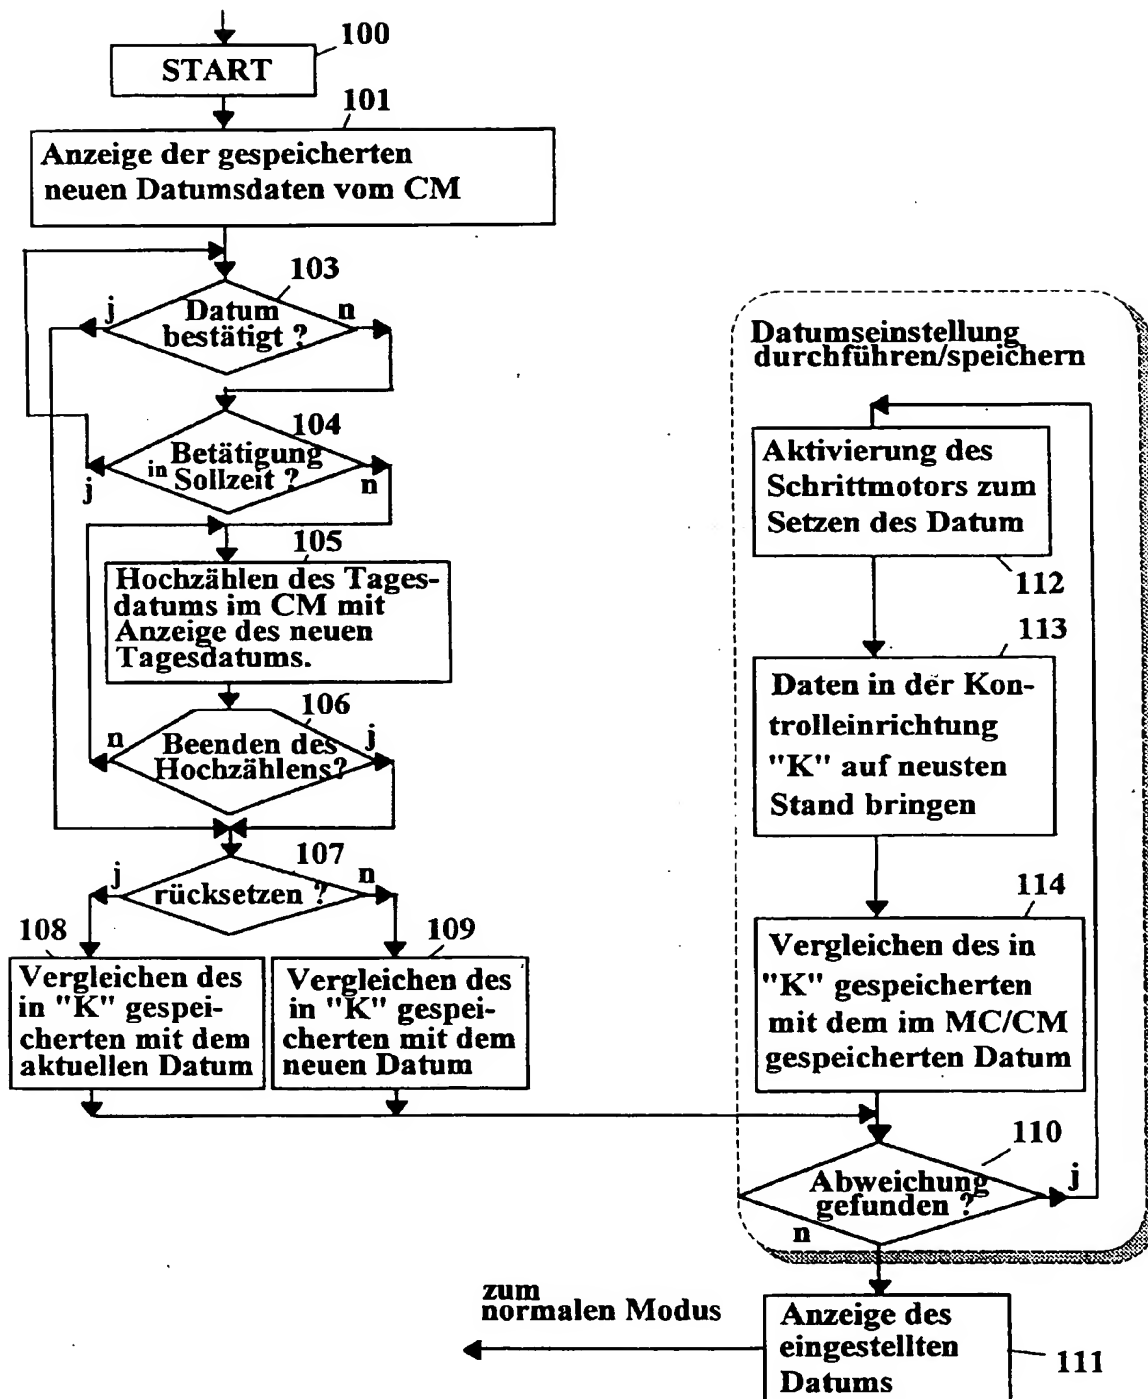 100
START
101
Anzeige der gespeicherten
neuen Datumsdaten vom CM
103
j
Datum
bestätigt ?
n
104
Betätigung
in Sollzeit ?
j
n
105
Hochzählen des Tages-
datums im CM mit
Anzeige des neuen
Tagesdatums.
106
n
Beenden des
Hochzählens?
j
107
j
rücksetzen ?
n
108
Vergleichen des
in "K" gespei-
cherten mit dem
aktuellen Datum
109
Vergleichen des
in "K" gespei-
cherten mit dem
neuen Datum
Datumseinstellung
durchführen/speichern
Aktivierung des
Schrittmotors zum
Setzen des Datum
112
113
Daten in der Kon-
trolleinrichtung
"K" auf neusten
Stand bringen
114
Vergleichen des in
"K" gespeicherten
mit dem im MC/CM
gespeicherten Datum
110
Abweichung
gefunden ?
j
n
zum
normalen Modus
Anzeige des
eingestellten
Datums
111